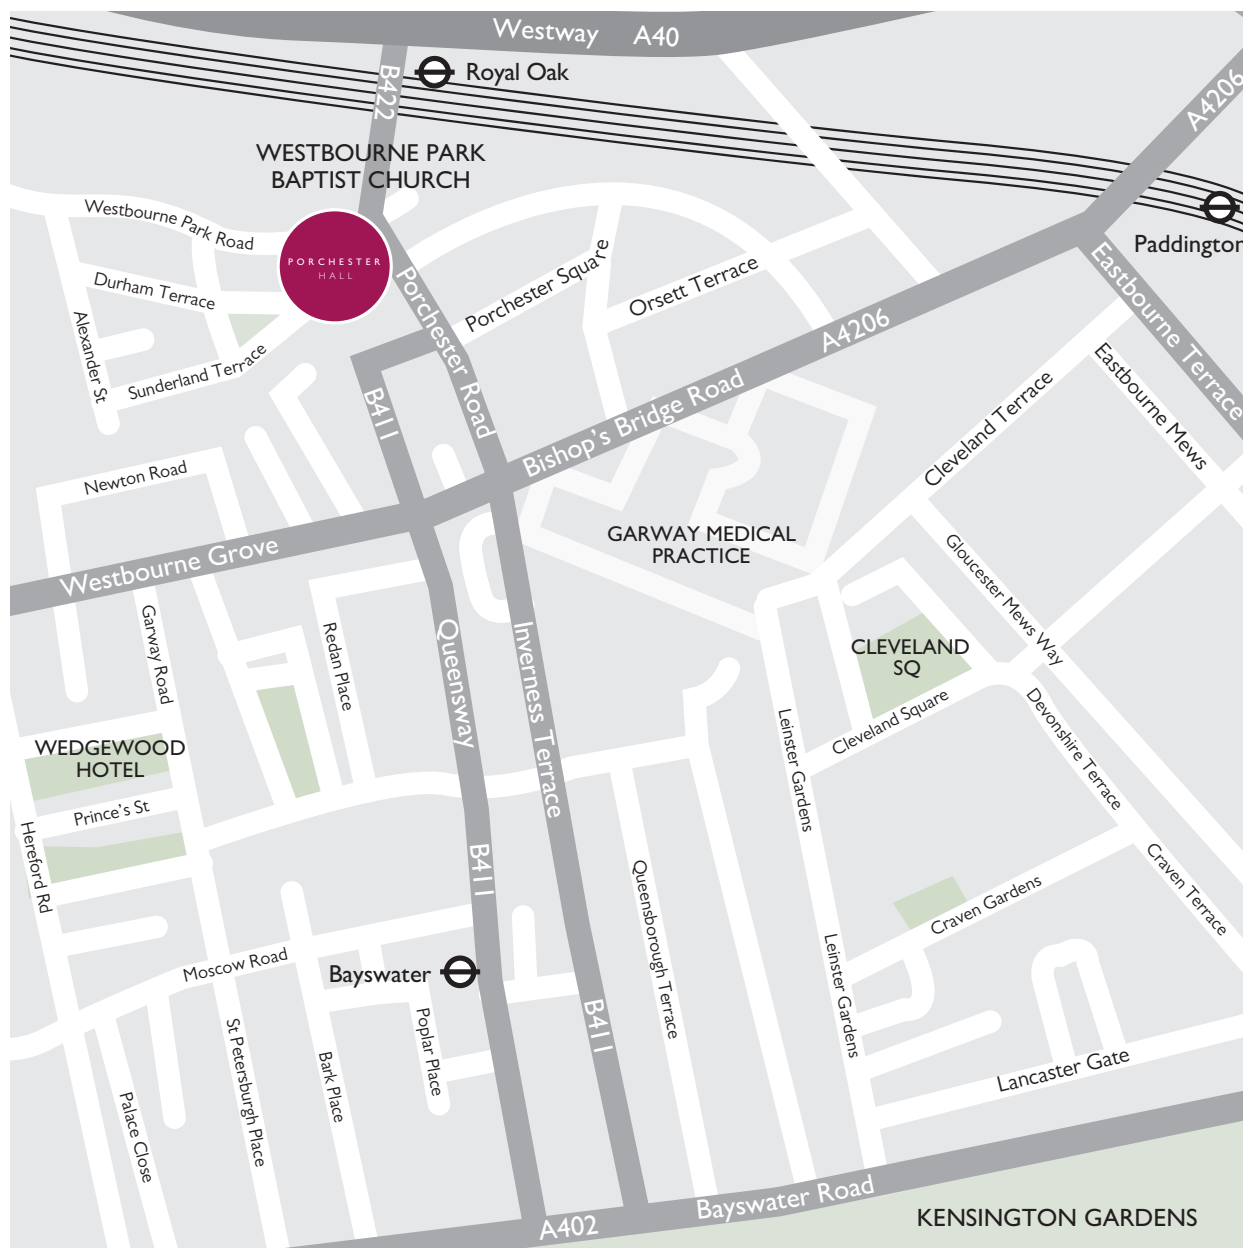 Westway A40
Royal Oak
B422
A4206
WESTBOURNE PARK
BAPTIST CHURCH
Westbourne Park Road
Paddington
PORCHESTER
HALL
Porchester Square
Orsett Terrace
Durham Terrace
Alexander St
Sunderland Terrace
Porchester Road
A4206
Eastbourne Terrace
Eastbourne Mews
B411
Bishop's Bridge Road
Cleveland Terrace
Newton Road
Westbourne Grove
GARWAY MEDICAL
PRACTICE
Gloucester Mews Way
Garway Road
Redan Place
Queensway
Inverness Terrace
CLEVELAND
SQ
Cleveland Square
Leinster Gardens
Devonshire Terrace
WEDGEWOOD
HOTEL
Prince's St
Hereford Rd
B411
Queensborough Terrace
Craven Terrace
Craven Gardens
Moscow Road
Bayswater
Leinster Gardens
Poplar Place
B411
St Petersburgh Place
Bark Place
Palace Close
Lancaster Gate
Bayswater Road
A402
KENSINGTON GARDENS